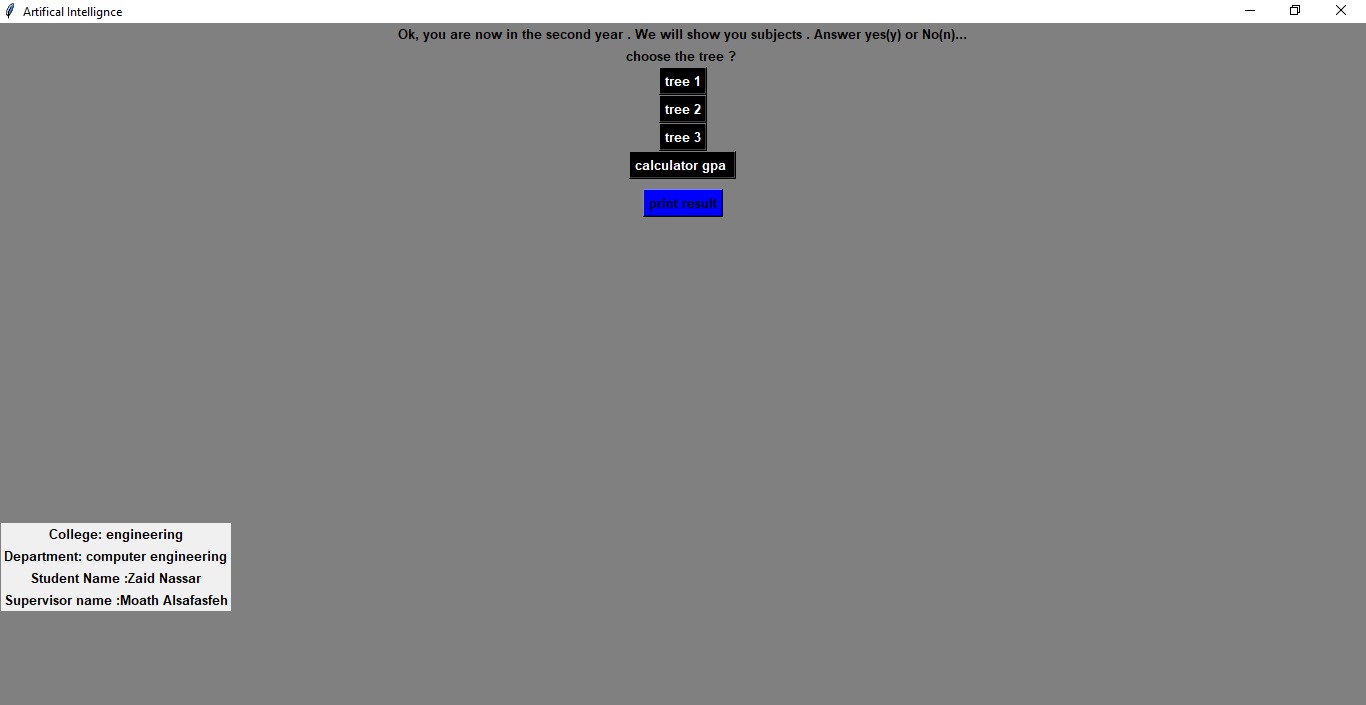 Artifical Intellignce
Ok, you are now in the second year . We will show you subjects . Answer yes(y) or No(n)...
choose the tree ?
tree 1
tree 2
tree 3
calculator gpa
print result
College: engineering
Department: computer engineering
Student Name :Zaid Nassar
Supervisor name :Moath Alsafasfeh